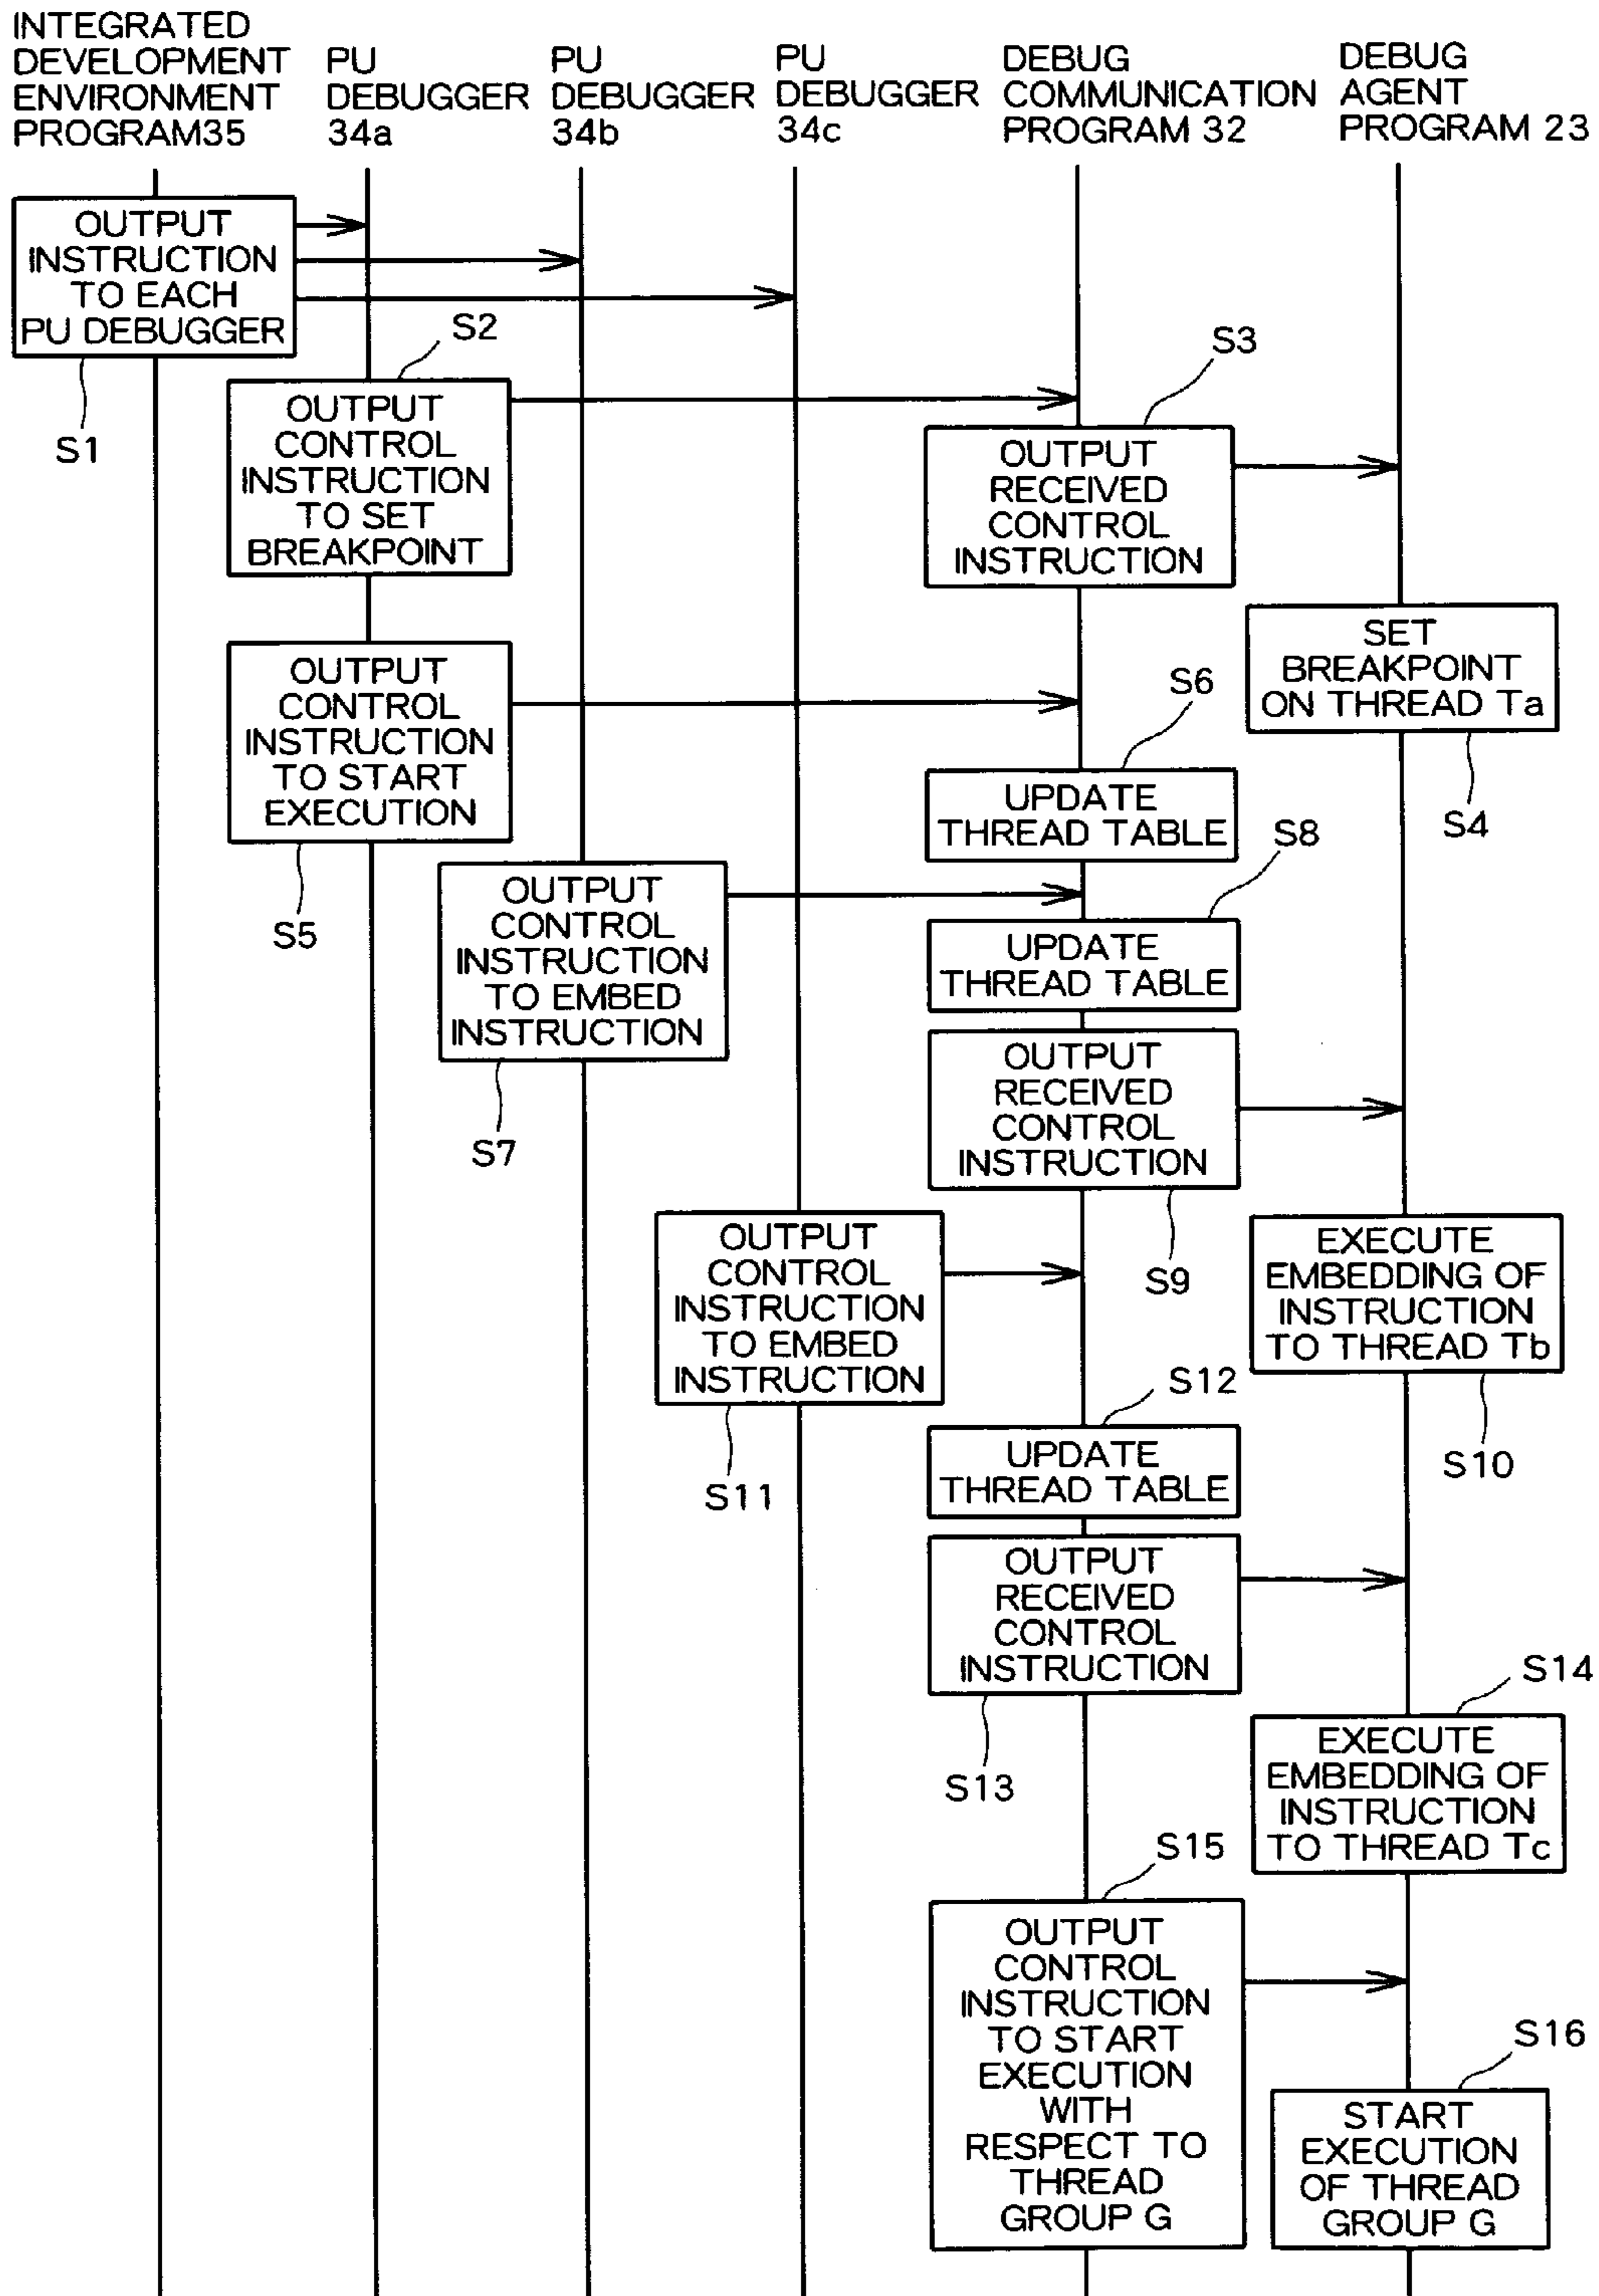 INTEGRATED
DEVELOPMENT
ENVIRONMENT
PROGRAM35
PU
DEBUGGER
34a
PU
DEBUGGER
34b
PU
DEBUGGER
34c
DEBUG
COMMUNICATION
PROGRAM 32
DEBUG
AGENT
PROGRAM 23
OUTPUT
INSTRUCTION
TO EACH
PU DEBUGGER
S1
S2
OUTPUT
CONTROL
INSTRUCTION
TO SET
BREAKPOINT
S3
OUTPUT
RECEIVED
CONTROL
INSTRUCTION
SET
BREAKPOINT
ON THREAD Ta
S4
OUTPUT
CONTROL
INSTRUCTION
TO START
EXECUTION
S5
S6
UPDATE
THREAD TABLE
OUTPUT
CONTROL
INSTRUCTION
TO EMBED
INSTRUCTION
S7
S8
UPDATE
THREAD TABLE
OUTPUT
RECEIVED
CONTROL
INSTRUCTION
S9
EXECUTE
EMBEDDING OF
INSTRUCTION
TO THREAD Tb
S10
OUTPUT
CONTROL
INSTRUCTION
TO EMBED
INSTRUCTION
S11
S12
UPDATE
THREAD TABLE
OUTPUT
RECEIVED
CONTROL
INSTRUCTION
S13
S14
EXECUTE
EMBEDDING OF
INSTRUCTION
TO THREAD Tc
S15
OUTPUT
CONTROL
INSTRUCTION
TO START
EXECUTION
WITH
RESPECT TO
THREAD
GROUP G
S16
START
EXECUTION
OF THREAD
GROUP G